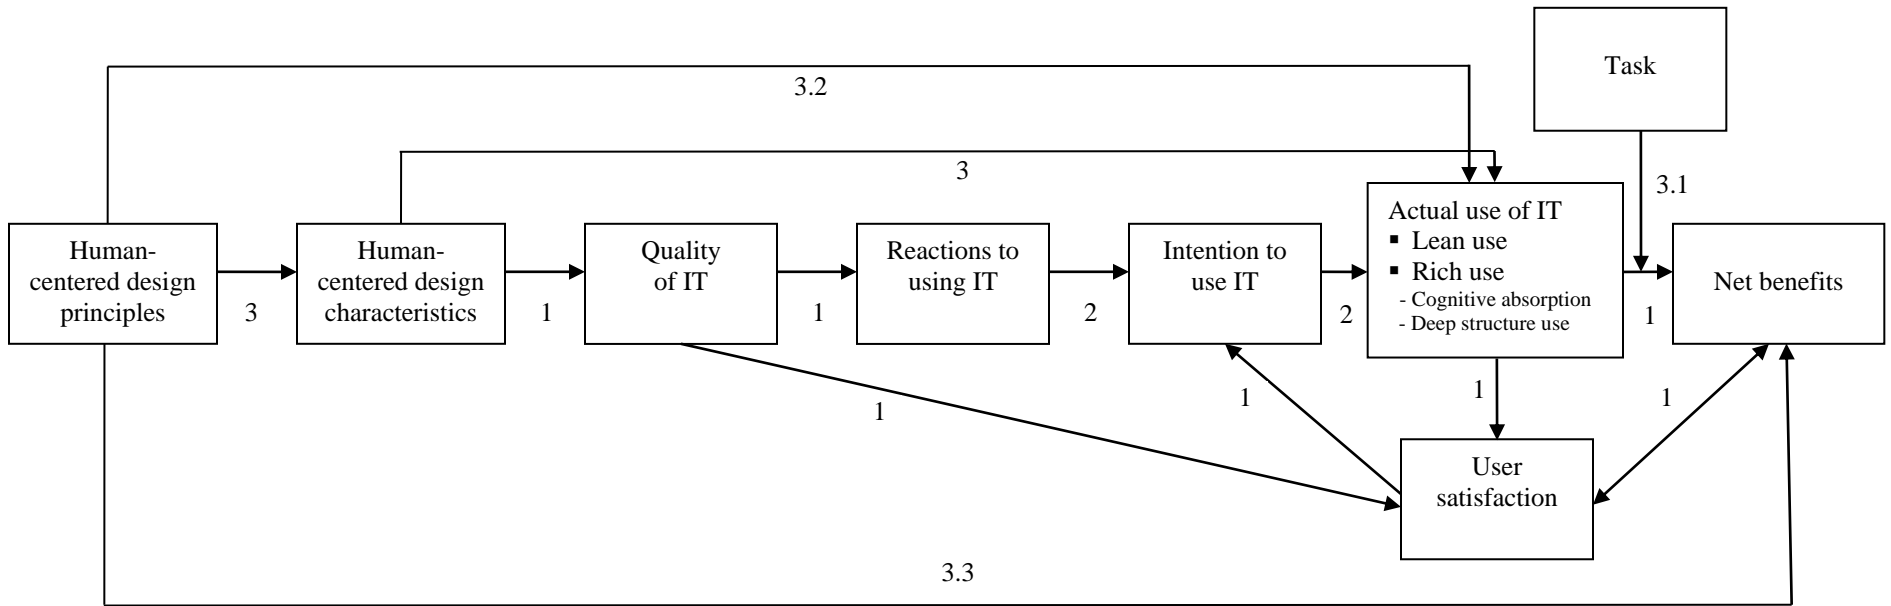 Task
3.2
3
3.1
Human-
centered design
principles
3
Human-
centered design
characteristics
1
Quality
of IT
1
Reactions to
using IT
2
Intention to
use IT
2
Actual use of IT
▪ Lean use
▪ Rich use
- Cognitive absorption
- Deep structure use
1
Net benefits
1
1
1
1
User
satisfaction
3.3